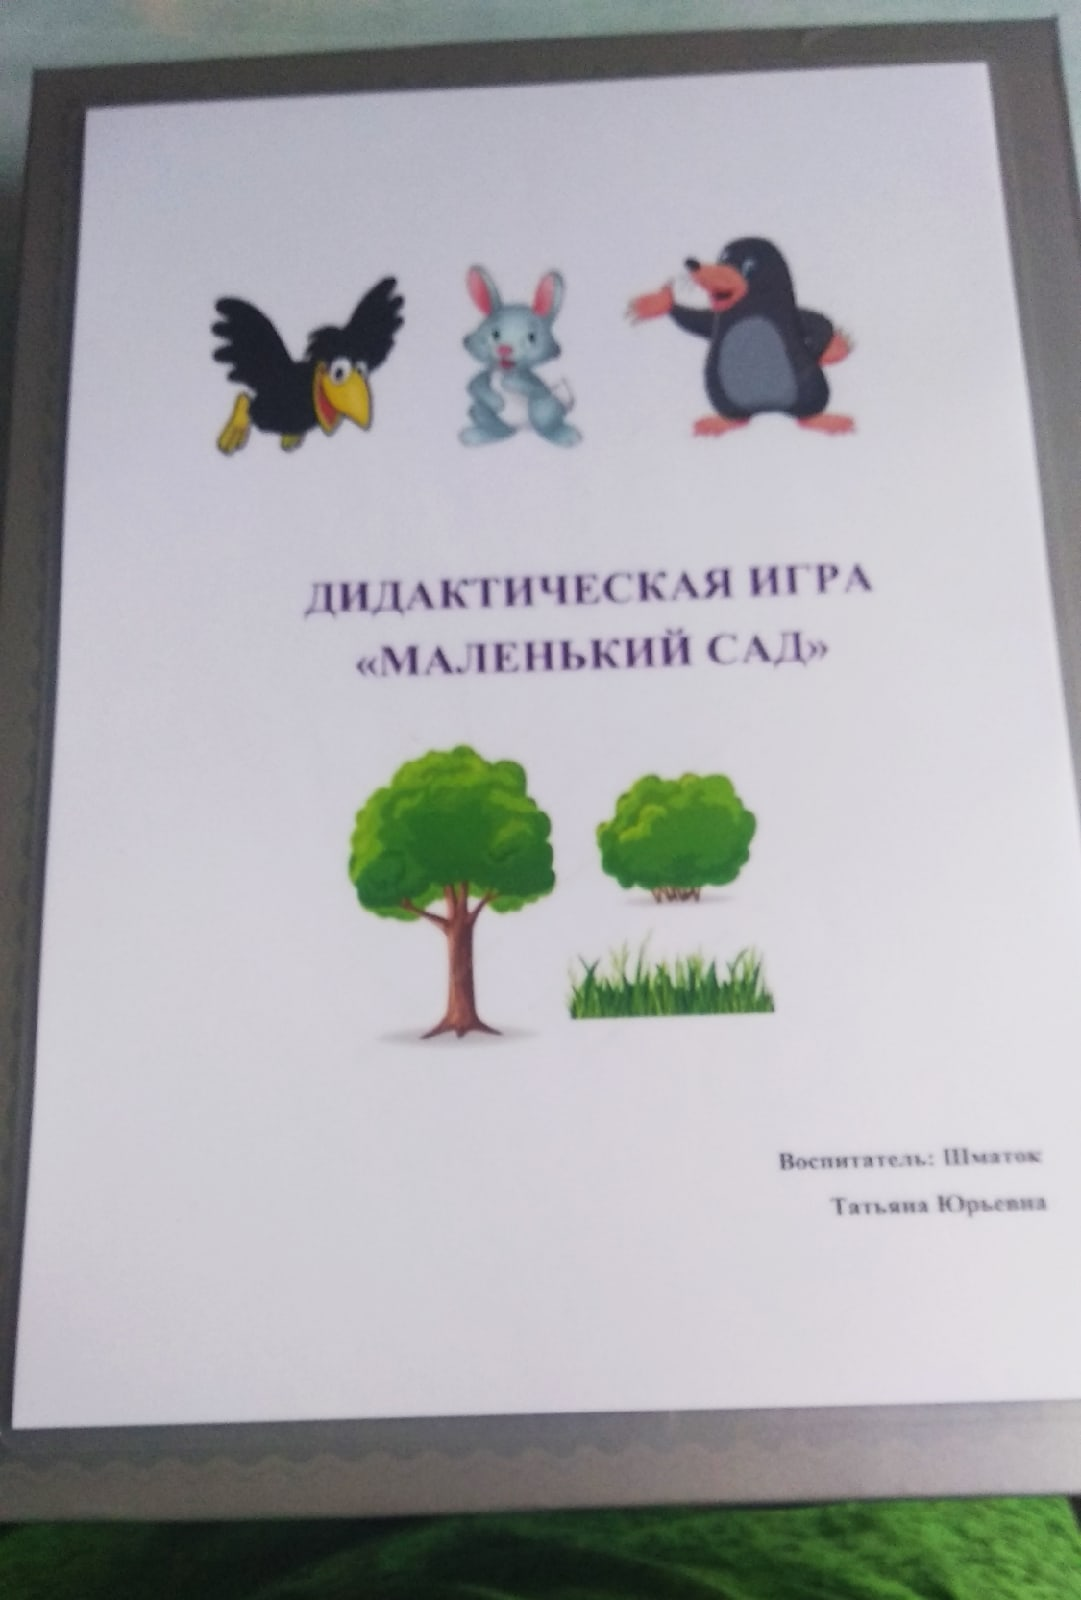 ДИДАКТИЧЕСКАЯ ИГРА
«МАЛЕНЬКИЙ САД»
Воспитатель: Шматок
Татьяна Юрьевна